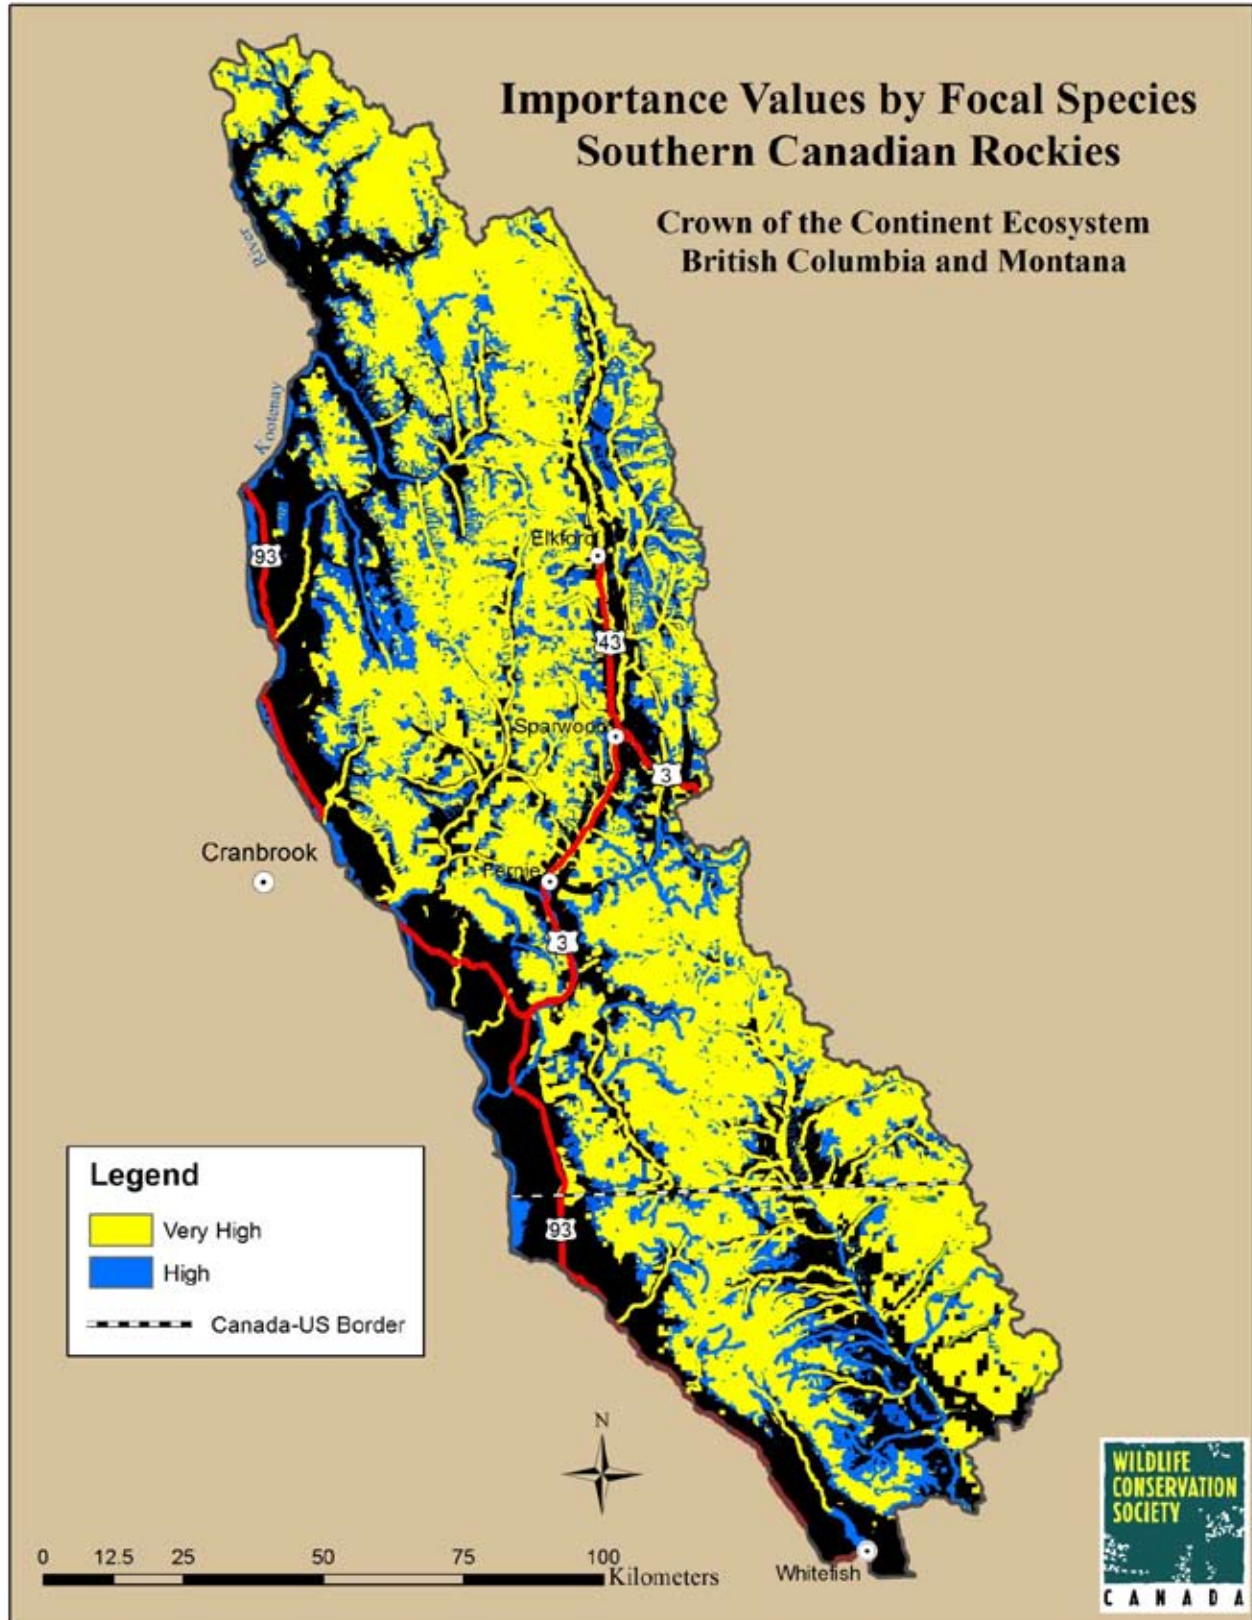 Importance Values by Focal Species
Southern Canadian Rockies
Crown of the Continent Ecosystem
British Columbia and Montana
River
Kootenay
93
Elkford
43
River
Sparwood
3
Cranbrook
Fernie
3
Legend
Very High
High
Canada-US Border
93
N
0 12.5 25 50 75 100
Kilometers
Whitefish
WILDLIFE
CONSERVATION
SOCIETY
CANADA